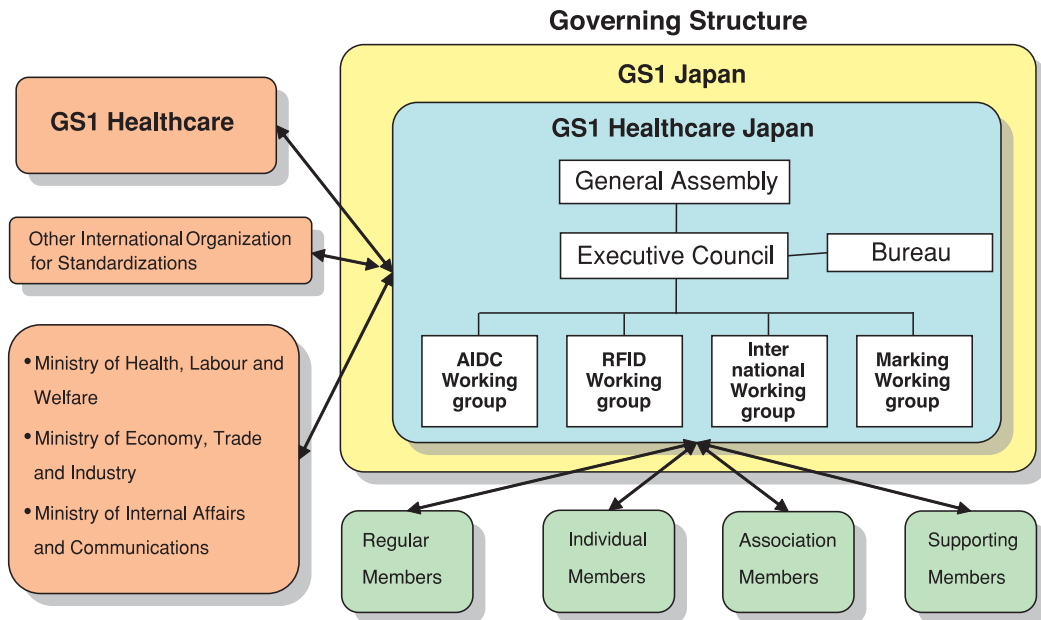 Governing Structure
GS1 Japan
GS1 Healthcare
GS1 Healthcare Japan
General Assembly
Other International Organization
for Standardizations
Executive Council
Bureau
• Ministry of Health, Labour and
Welfare
• Ministry of Economy, Trade
and Industry
• Ministry of Internal Affairs
and Communications
AIDC
Working
group
RFID
Working
group
Inter
national
Working
group
Marking
Working
group
Regular
Members
Individual
Members
Association
Members
Supporting
Members